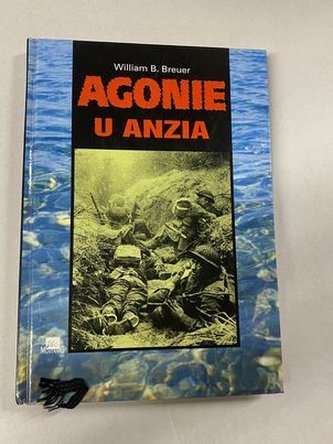 William B. Breuer
AGONIE
U ANZIA